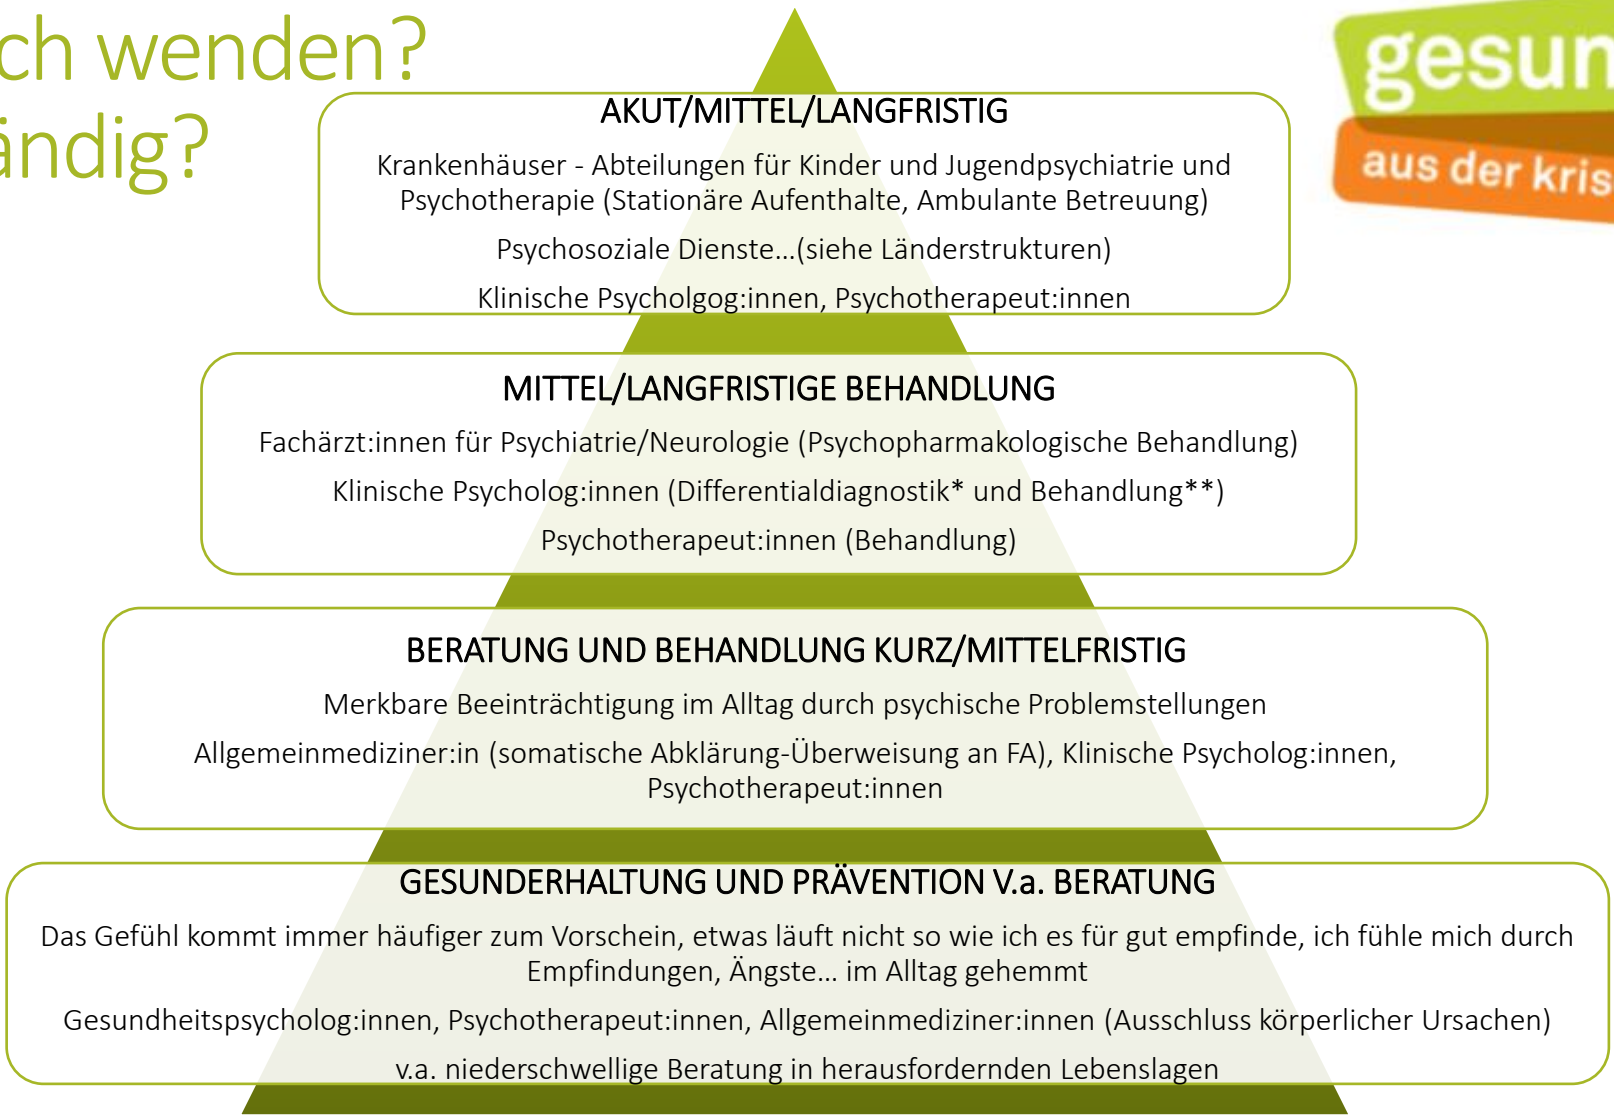 ch wenden?
ändig?
gesun
aus der kris
AKUT/MITTEL/LANGFRISTIG
Krankenhäuser - Abteilungen für Kinder und Jugendpsychiatrie und
Psychotherapie (Stationäre Aufenthalte, Ambulante Betreuung)
Psychosoziale Dienste...(siehe Länderstrukturen)
Klinische Psycholgog:innen, Psychotherapeut:innen
MITTEL/LANGFRISTIGE BEHANDLUNG
Fachärzt:innen für Psychiatrie/Neurologie (Psychopharmakologische Behandlung)
Klinische Psycholog:innen (Differentialdiagnostik* und Behandlung**)
Psychotherapeut:innen (Behandlung)
BERATUNG UND BEHANDLUNG KURZ/MITTELFRISTIG
Merkbare Beeinträchtigung im Alltag durch psychische Problemstellungen
Allgemeinmediziner:in (somatische Abklärung-Überweisung an FA), Klinische Psycholog:innen,
Psychotherapeut:innen
GESUNDERHALTUNG UND PRÄVENTION V.a. BERATUNG
Das Gefühl kommt immer häufiger zum Vorschein, etwas läuft nicht so wie ich es für gut empfinde, ich fühle mich durch
Empfindungen, Ängste... im Alltag gehemmt
Gesundheitspsycholog:innen, Psychotherapeut:innen, Allgemeinmediziner:innen (Ausschluss körperlicher Ursachen)
v.a. niederschwellige Beratung in herausfordernden Lebenslagen